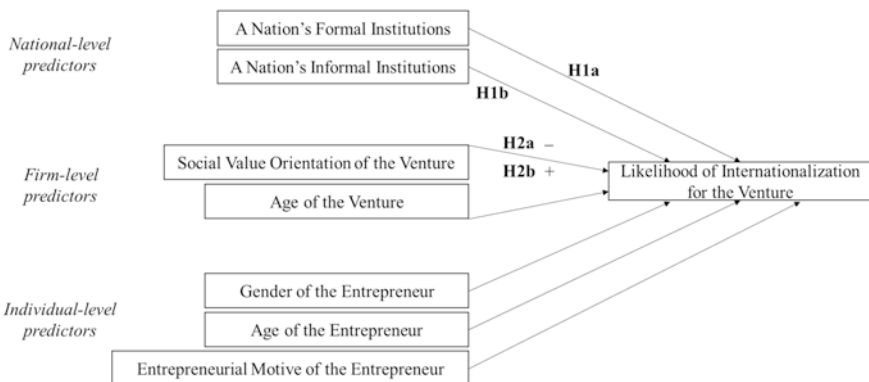 National-level
predictors
A Nation's Formal Institutions
A Nation's Informal Institutions
H1a
H1b
Firm-level
predictors
Social Value Orientation of the Venture
Age of the Venture
H2a –
H2b +
Likelihood of Internationalization
for the Venture
Individual-level
predictors
Gender of the Entrepreneur
Age of the Entrepreneur
Entrepreneurial Motive of the Entrepreneur